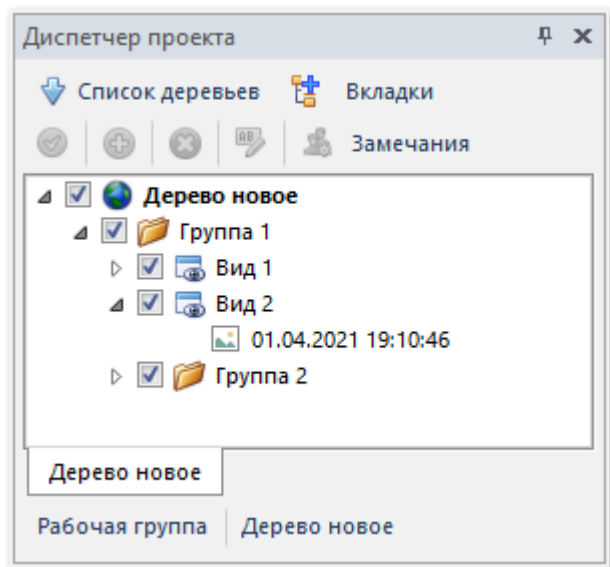 Диспетчер проекта
Список деревьев Вкладки
АВ Замечания
Дерево новое
Группа 1
Вид 1
Вид 2
01.04.2021 19:10:46
Группа 2
Дерево новое
Рабочая группа Дерево новое